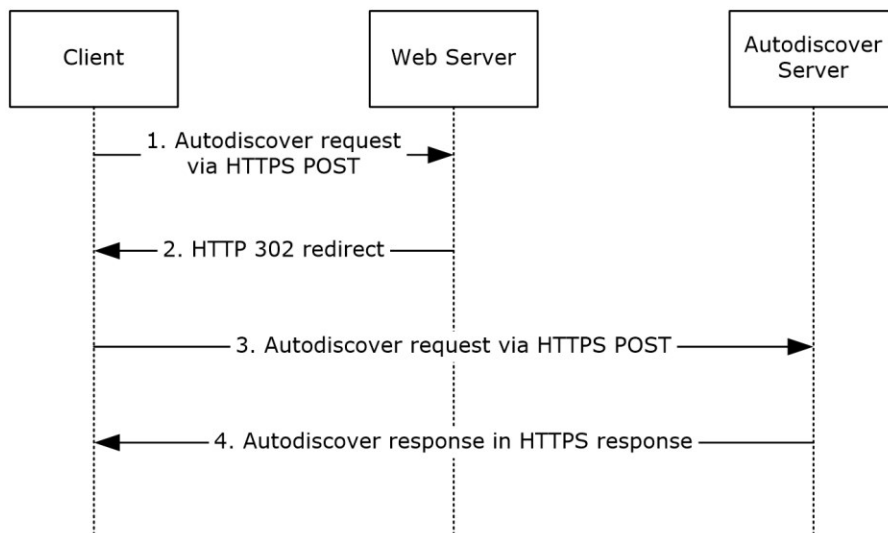 Client
Web Server
Autodiscover
Server
1. Autodiscover request
via HTTPS POST
2. HTTP 302 redirect
3. Autodiscover request via HTTPS POST
4. Autodiscover response in HTTPS response